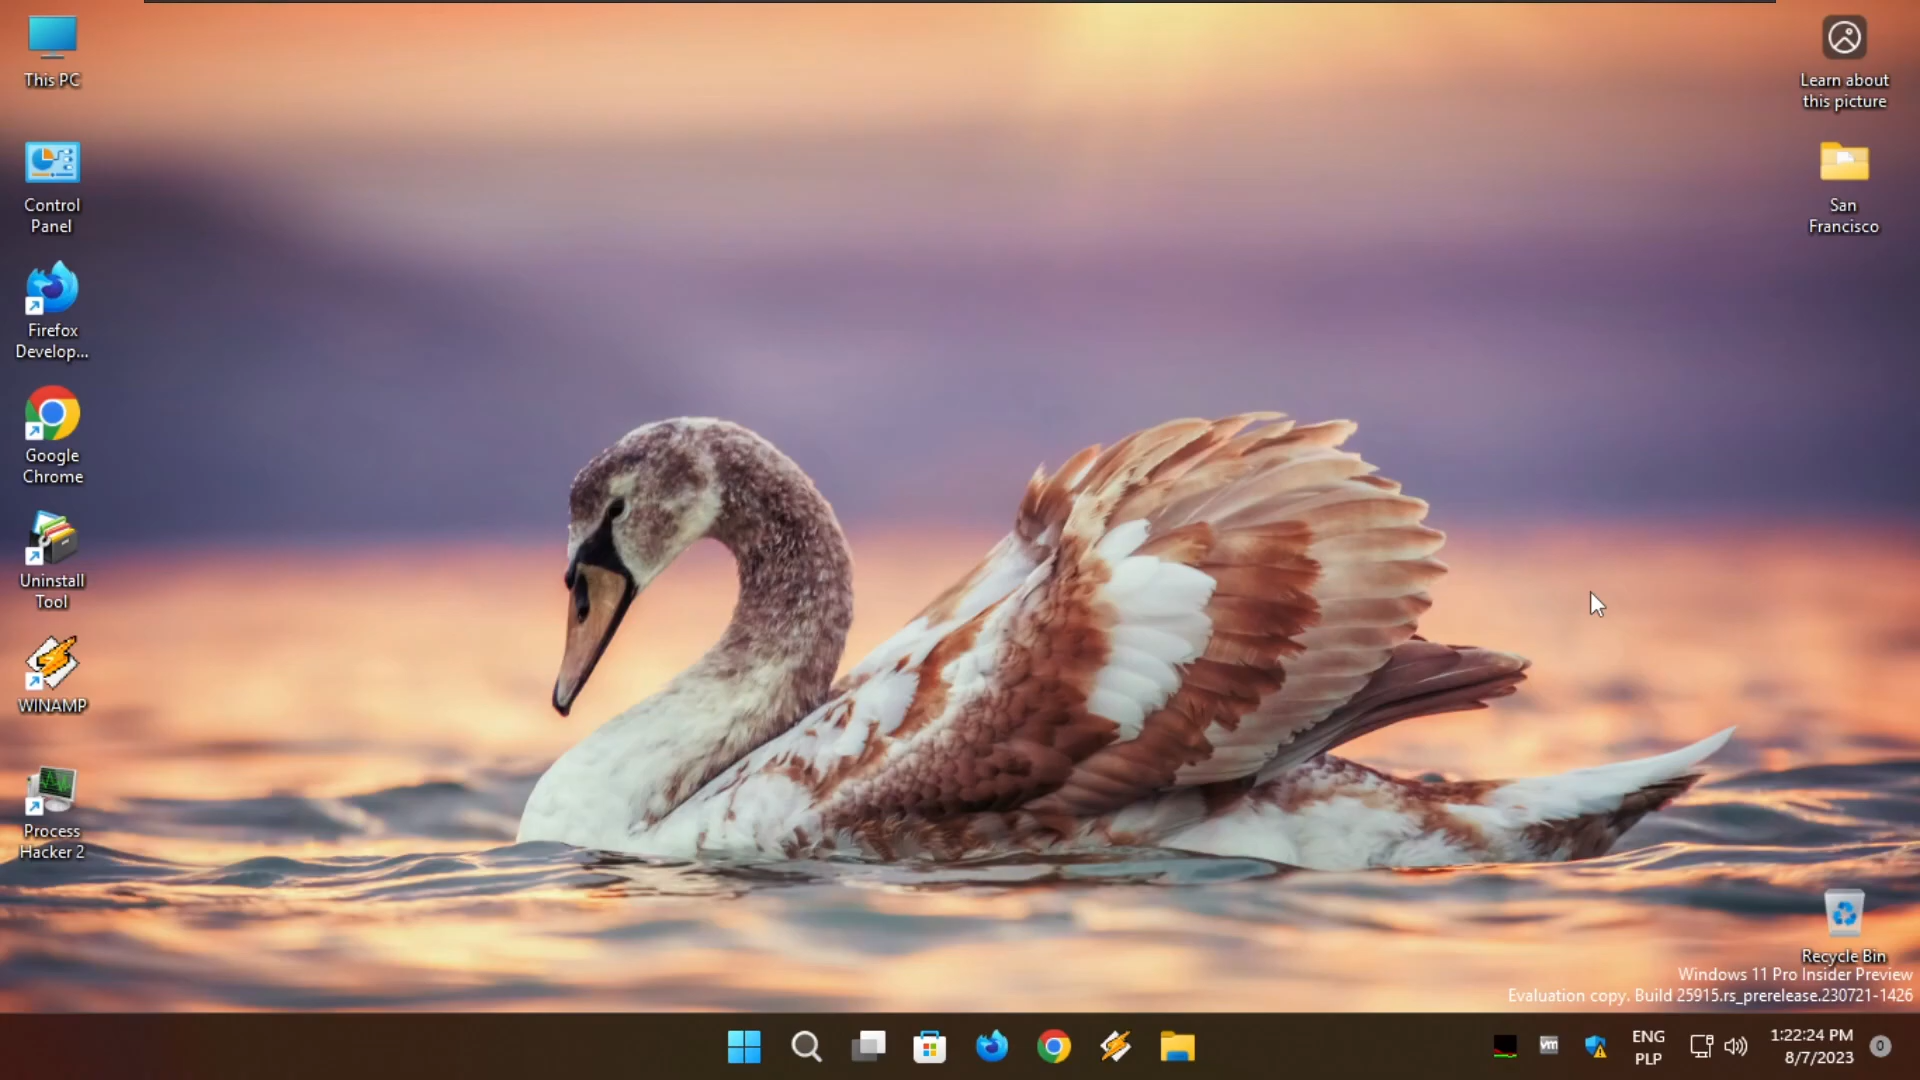 This PC
Control
Panel
Firefox
Develop...
Google
Chrome
Uninstall
Tool
WINAMP
Process
Hacker 2
Learn about
this picture
San
Francisco
Recycle Bin
Windows 11 Pro Insider Preview
Evaluation copy. Build 25915.rs_prerelease.230721-1426
vm
ENG
PLP
1:22:24 PM
8/7/2023
0